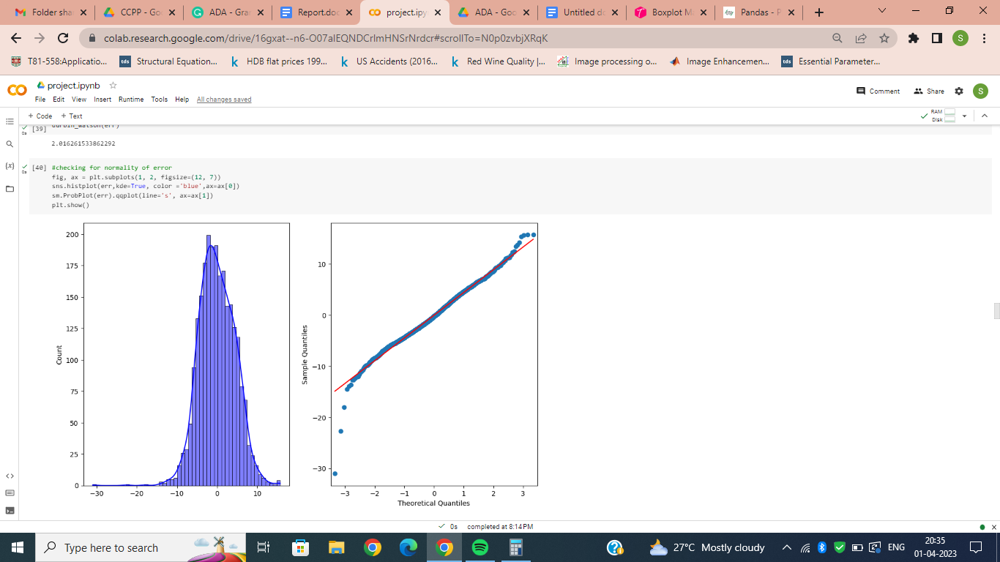 Folder sha
CCPP - Go
ADA - Gra
Report.doc
project.ipy
ADA - Goo
Untitled do
Boxplot M
Pandas - P
colab.research.google.com/drive/16gxat--n6-O07alEQNDCrImHNSrNrdcr#scrollTo=N0p0zvbjXRqK
S
T81-558:Applicatio...
tds
Structural Equation...
k
HDB flat prices 199...
k
US Accidents (2016...
k
Red Wine Quality |...
Image processing o...
Image Enhancemen...
tds
Essential Parameter...
project.ipynb
File Edit View Insert Runtime Tools Help All changes saved
Comment
Share
S
+ Code + Text
RAM
Disk
[39] durbin_watson(err)
0s
2.016261533862292
[40] #checking for normality of error
0s
fig, ax = plt.subplots(1, 2, figsize=(12, 7))
sns.histplot(err,kde=True, color ='blue',ax=ax[0])
sm.ProbPlot(err).qqplot(line='s', ax=ax[1])
plt.show()
200
175
150
125
100
75
50
25
0
Count
−30 −20 −10 0 10
10
0
−10
−20
−30
Sample Quantiles
−3 −2 −1 0 1 2 3
Theoretical Quantiles
0s completed at 8:14 PM
Type here to search
27°C Mostly cloudy
ENG
20:35
01-04-2023